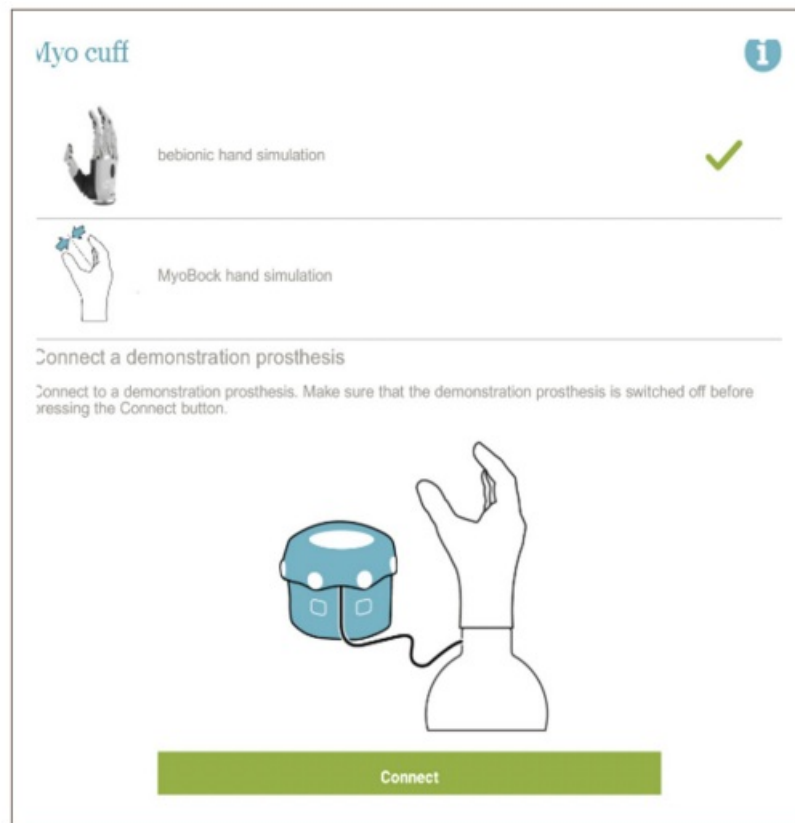 Myo cuff
i
bebionic hand simulation
MyoBock hand simulation
Connect a demonstration prosthesis
Connect to a demonstration prosthesis. Make sure that the demonstration prosthesis is switched off before
pressing the Connect button.
Connect